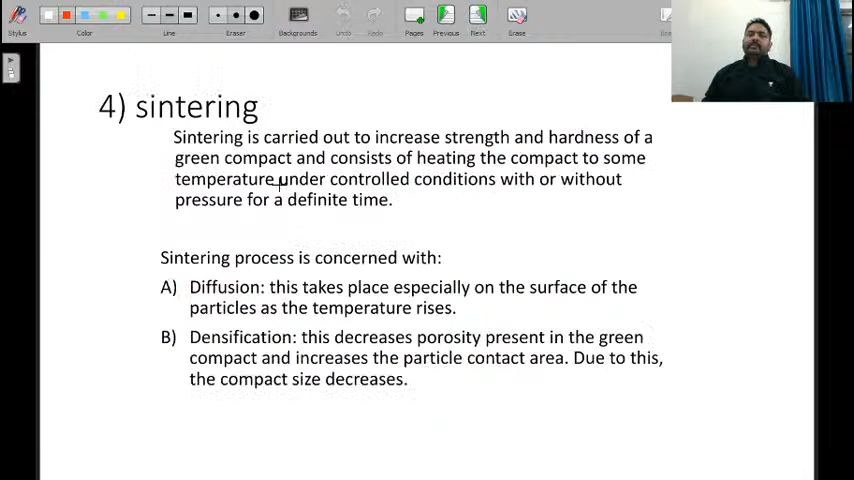 Stylus
Color
Line
Eraser
Backgrounds
Undo
Redo
Pages
Previous
Next
Erase
4) sintering
Sintering is carried out to increase strength and hardness of a
green compact and consists of heating the compact to some
temperature under controlled conditions with or without
pressure for a definite time.
Sintering process is concerned with:
A) Diffusion: this takes place especially on the surface of the
particles as the temperature rises.
B) Densification: this decreases porosity present in the green
compact and increases the particle contact area. Due to this,
the compact size decreases.